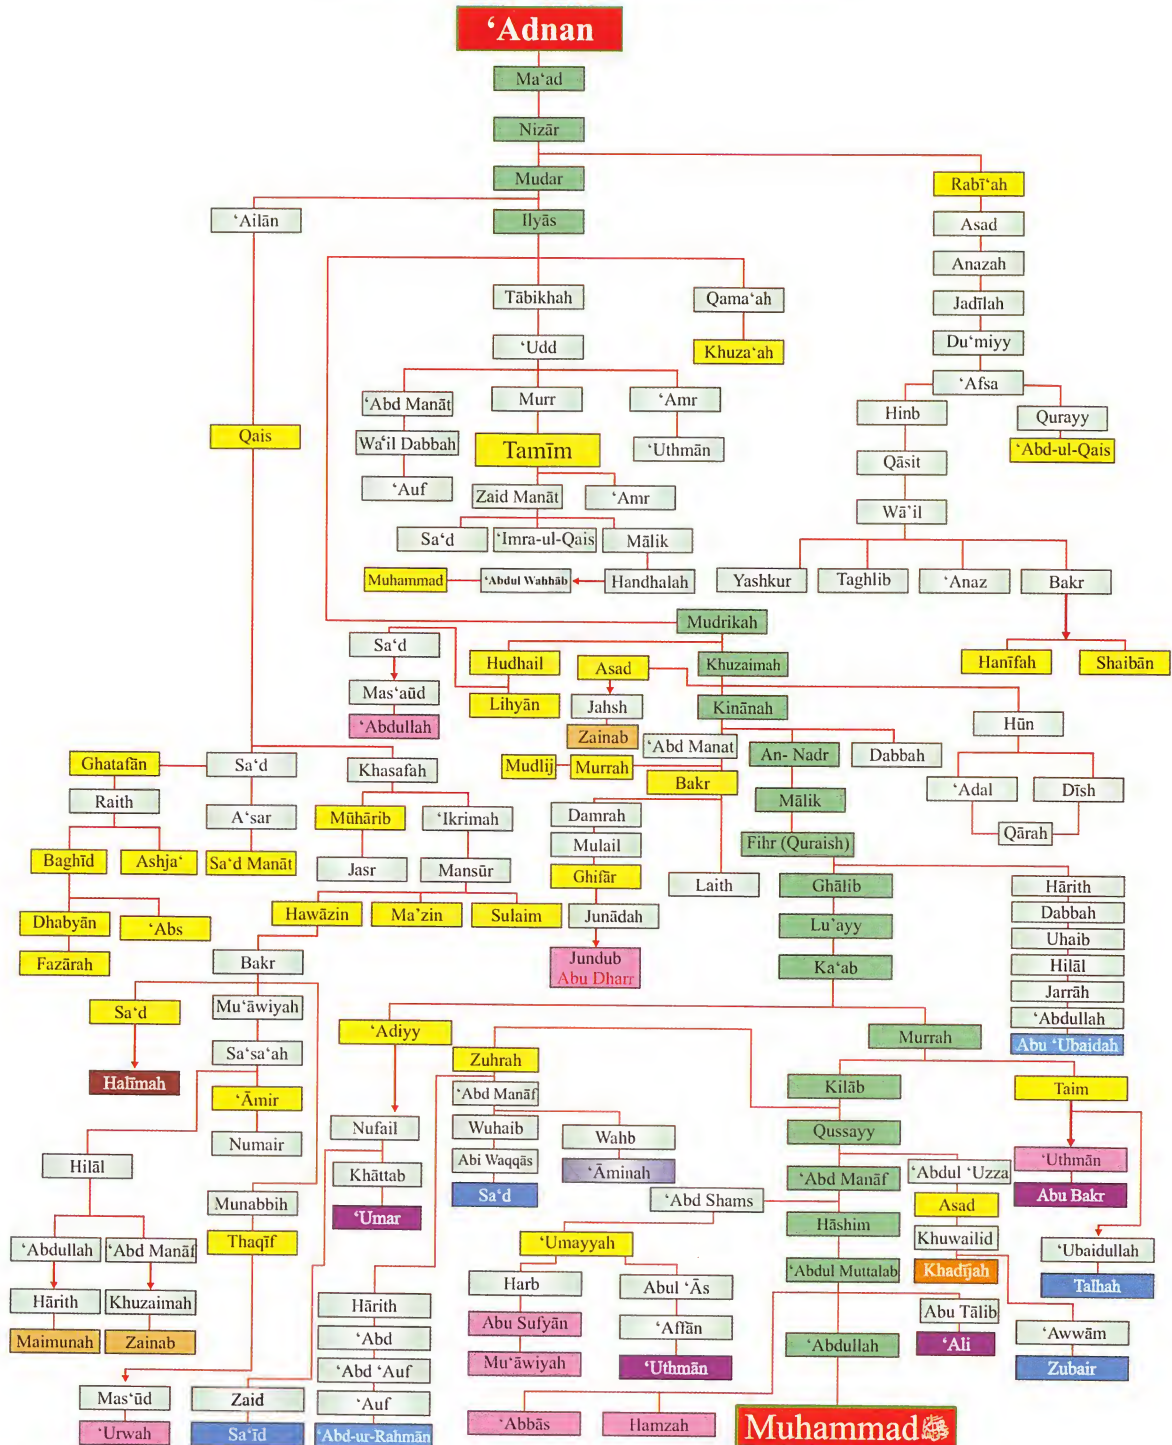 ‘Adnan
Ma‘ad
Nizār
Mudar
Rabī‘ah
‘Ailān
Ilyās
Asad
Anazah
Tābikhah
Qama‘ah
Jadīlah
‘Udd
Khuza‘ah
Du‘miyy
‘Afsa
‘Abd Manāt
Murr
‘Amr
Hinb
Qurayy
Qais
Wa‘il Dabbah
Tamīm
‘Uthmān
‘Abd-ul-Qais
Qāsit
‘Auf
Zaid Manāt
‘Amr
Wā’il
Sa‘d
‘Imra-ul-Qais
Mālik
Muhammad
‘Abdul Wahhāb
Handhalah
Yashkur
Taghlib
‘Anaz
Bakr
Mudrikah
Sa‘d
Hudhail
Asad
Khuzaimah
Hanīfah
Shaibān
Mas‘aūd
Lihyān
Jahsh
Kinānah
‘Abdullah
Zainab
Hūn
‘Abd Manat
An- Nadr
Dabbah
Ghatafān
Sa‘d
Khasafah
Mudlij
Murrah
Bakr
‘Adal
Dīsh
Raith
A‘sar
Mūhārib
‘Ikrimah
Damrah
Mālik
Qārah
Mulail
Fihr (Quraish)
Baghīd
Ashja‘
Sa‘d Manāt
Jasr
Mansūr
Ghifār
Laith
Ghālib
Hārith
Hawāzin
Ma’zin
Sulaim
Junādah
Lu’ayy
Dabbah
Dhabyān
‘Abs
Uhaib
Fazārah
Bakr
Jundub
Abu Dharr
Ka‘ab
Hilāl
Jarrāh
Sa‘d
Mu‘āwiyah
‘Adiyy
Murrah
‘Abdullah
Abu ‘Ubaidah
Sa‘sa‘ah
Zuhrah
Halīmah
‘Āmir
‘Abd Manāf
Kilāb
Taim
Numair
Nufail
Wuhaib
Wahb
Qussayy
Hilāl
Khāttab
Abi Waqqās
‘Āminah
‘Abd Manāf
‘Abdul ‘Uzza
‘Uthmān
Munabbih
‘Umar
Sa‘d
‘Abd Shams
Asad
Abu Bakr
Thaqīf
‘Umayyah
Hāshim
Khuwailid
‘Abdullah
‘Abd Manāf
‘Ubaidullah
Harb
Abul ‘Ās
‘Abdul Muttalab
Khadījah
Talhah
Hārith
Khuzaimah
Hārith
Abu Sufyān
‘Affān
Abu Tālib
Maimunah
Zainab
‘Abd
Mu‘āwiyah
‘Uthmān
‘Abdullah
‘Ali
‘Awwām
‘Abd ‘Auf
Zubair
Mas‘ūd
Zaid
‘Auf
‘Urwah
Sa‘īd
‘Abd-ur-Rahmān
‘Abbās
Hamzah
Muhammad ﷺ